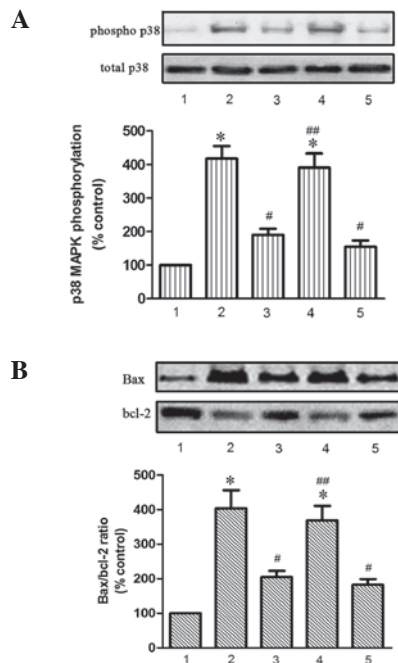 A
phospho p38
total p38
1 2 3 4 5
p38 MAPK phosphorylation
(% control)
500
400
300
200
100
0
*
#
##
*
#
1 2 3 4 5
B
Bax
bcl-2
1 2 3 4 5
Bax/bcl-2 ratio
(% control)
500
400
300
200
100
0
*
#
##
*
#
1 2 3 4 5